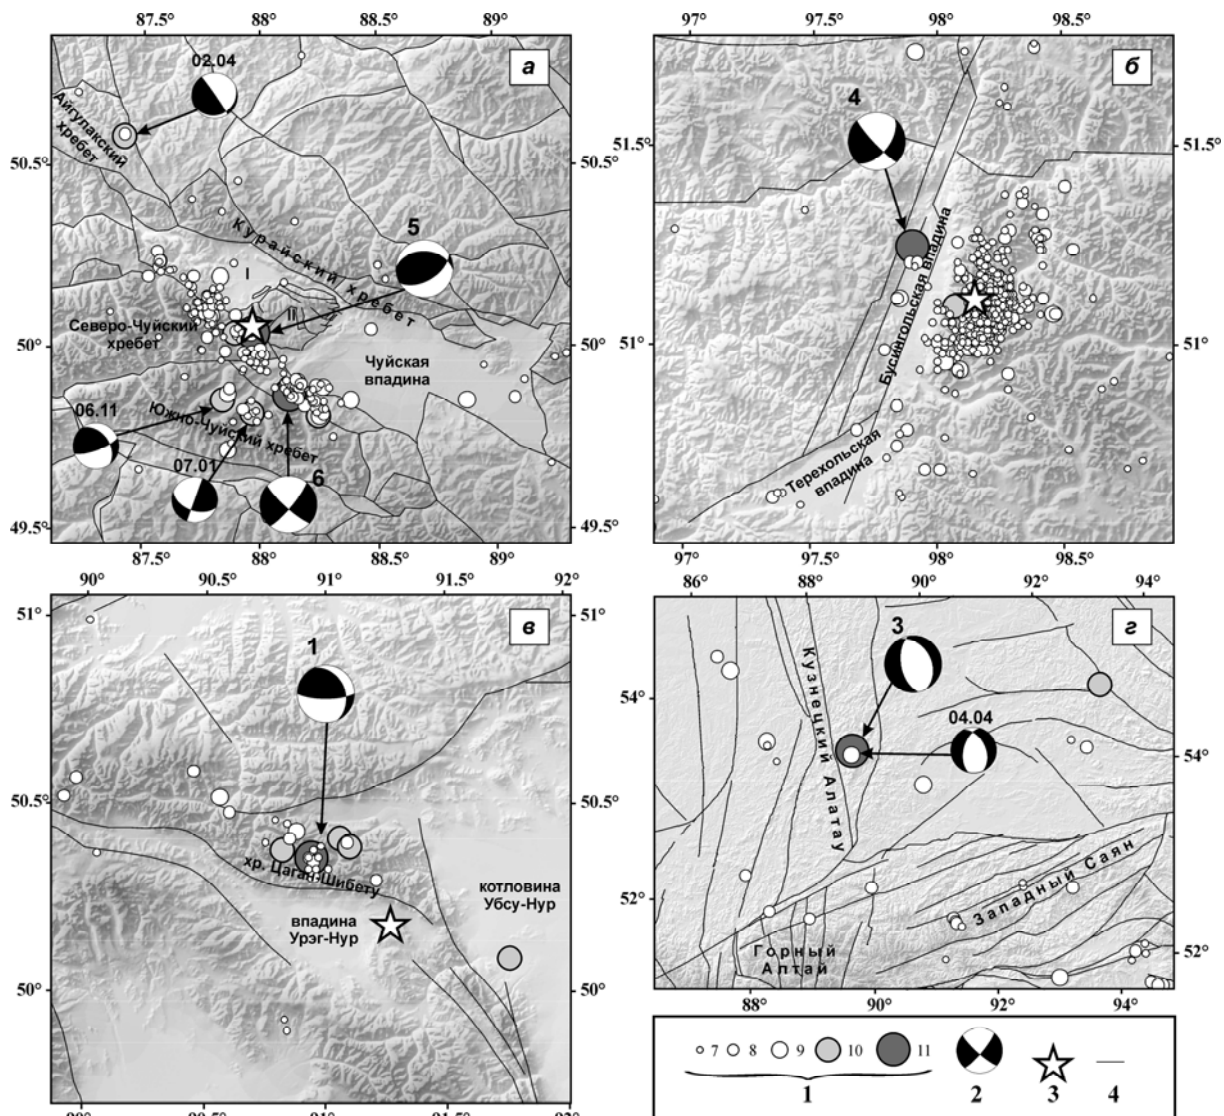 87.5° 88° 88.5° 89°
а
02.04
Айгулакский
хребет
50.5°
50.5°
Курайский хребет
5
I
II
Северо-Чуйский
хребет
50°
50°
Чуйская
впадина
06.11
Южно-Чуйский хребет
07.01
6
49.5°
49.5°
87.5° 88° 88.5° 89°
97° 97.5° 98° 98.5°
б
4
51.5°
51.5°
Бусингольская впадина
51°
51°
Терехольская
впадина
97° 97.5° 98° 98.5°
90° 90.5° 91° 91.5° 92°
51°
51°
в
1
50.5°
50.5°
хр. Цаган-Шибету
котловина
Убсу-Нур
впадина
Урэг-Нур
50°
50°
86° 88° 90° 92° 94°
г
3
Кузнецкий Алатау
54°
04.04
54°
Западный Саян
52°
Горный
Алтай
52°
88° 90° 92° 94°
7 8 9 10 11
1 2 3 4